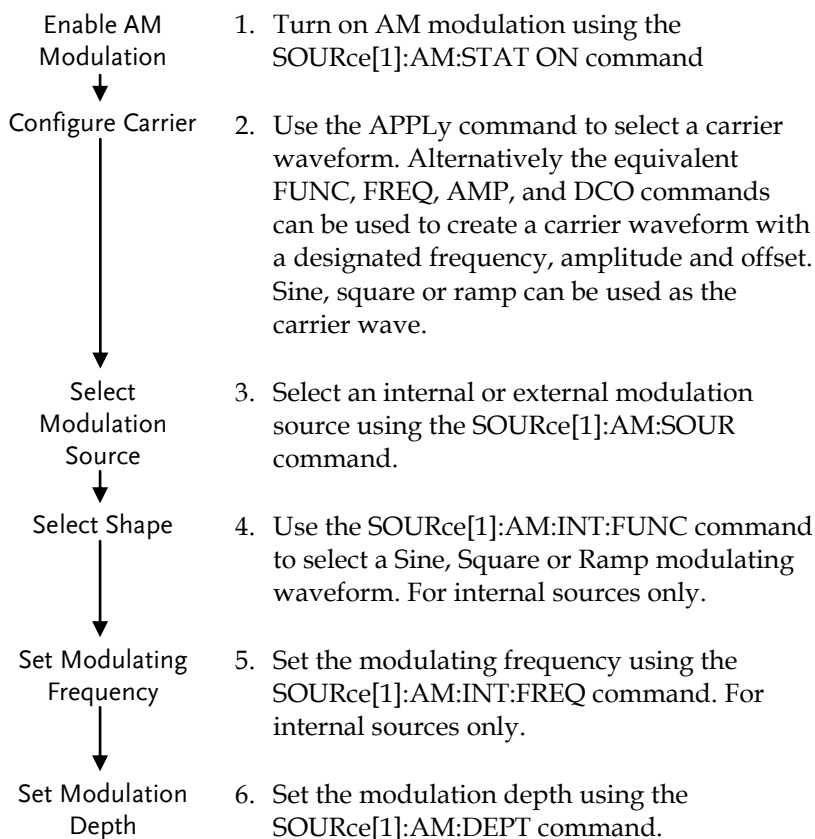 Enable AM
Modulation
1. Turn on AM modulation using the
SOURce[1]:AM:STAT ON command
Configure Carrier
2. Use the APPLy command to select a carrier
waveform. Alternatively the equivalent
FUNC, FREQ, AMP, and DCO commands
can be used to create a carrier waveform with
a designated frequency, amplitude and offset.
Sine, square or ramp can be used as the
carrier wave.
Select
Modulation
Source
3. Select an internal or external modulation
source using the SOURce[1]:AM:SOUR
command.
Select Shape
4. Use the SOURce[1]:AM:INT:FUNC command
to select a Sine, Square or Ramp modulating
waveform. For internal sources only.
Set Modulating
Frequency
5. Set the modulating frequency using the
SOURce[1]:AM:INT:FREQ command. For
internal sources only.
Set Modulation
Depth
6. Set the modulation depth using the
SOURce[1]:AM:DEPT command.